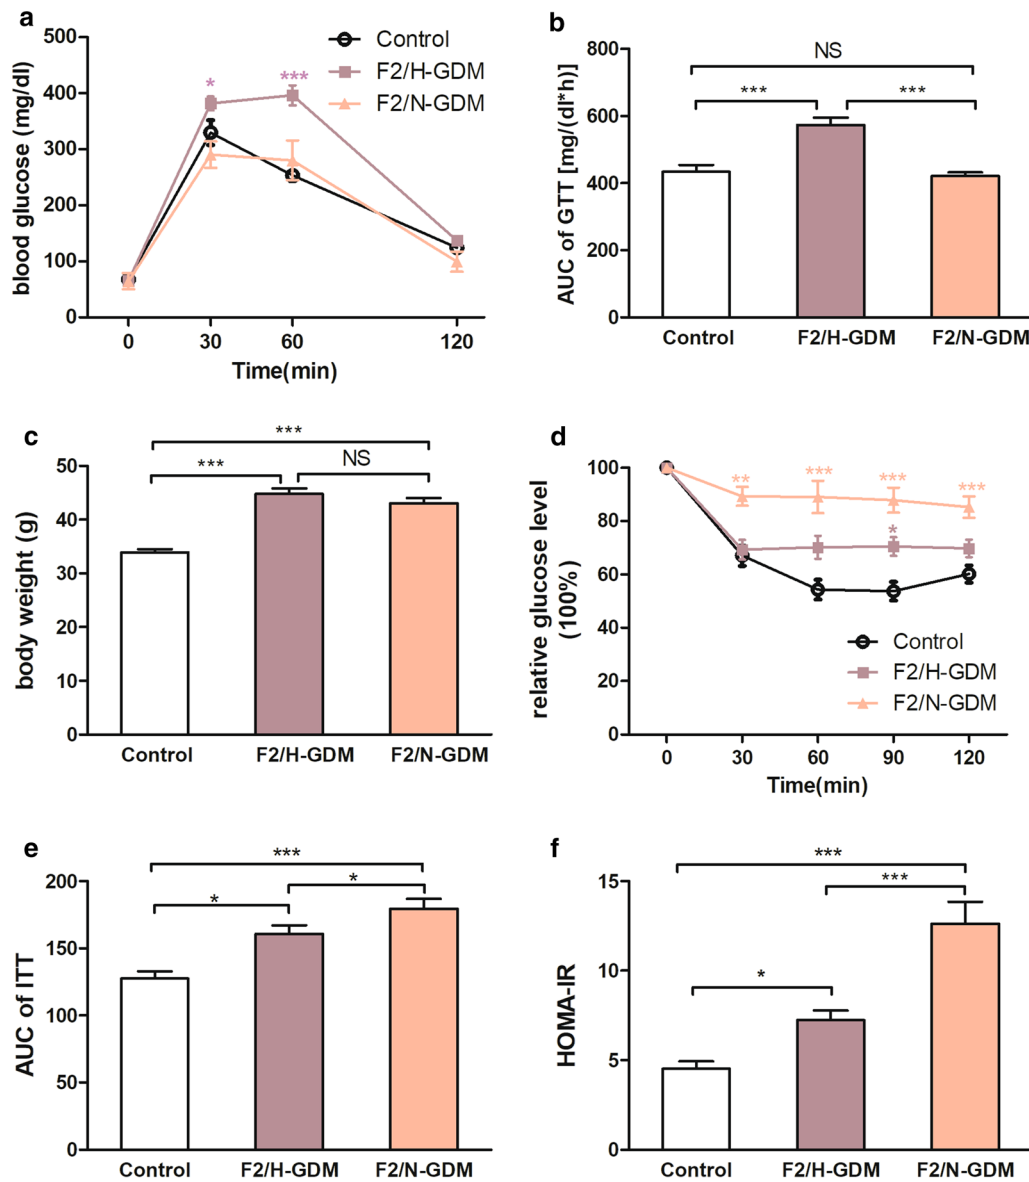 a
blood glucose (mg/dl)
500
400
300
200
100
0
Control
F2/H-GDM
F2/N-GDM
*
***
0 30 60 120
Time(min)
b
AUC of GTT [mg/(dl*h)]
800
600
400
200
0
NS
*** ***
Control F2/H-GDM F2/N-GDM
c
body weight (g)
50
40
30
20
10
0
***
*** NS
Control F2/H-GDM F2/N-GDM
d
relative glucose level
(100%)
100
80
60
40
20
0
** *** *** ***
*
Control
F2/H-GDM
F2/N-GDM
0 30 60 90 120
Time(min)
e
AUC of ITT
200
150
100
50
0
***
* *
Control F2/H-GDM F2/N-GDM
f
HOMA-IR
15
10
5
0
***
***
*
Control F2/H-GDM F2/N-GDM